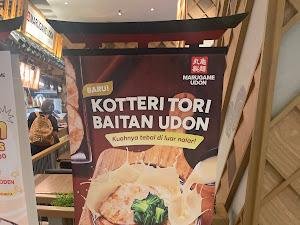 BARU!
丸亀
製麺
MARUGAME
UDON
KOTTERI TORI
BAITAN UDON
Kuahnya tebal di luar nalar!